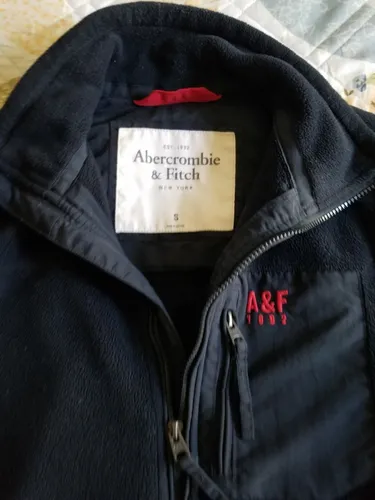 EST. 1892
Abercrombie
& Fitch
NEW YORK
S
A&F
1892